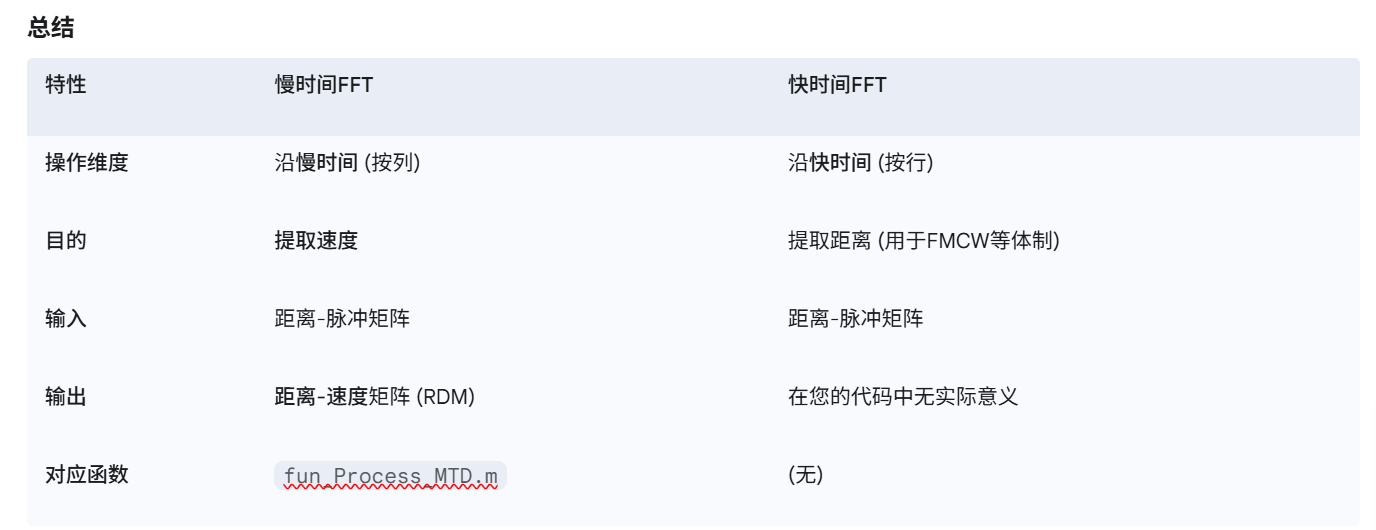 总结
特性 慢时间FFT 快时间FFT
操作维度 沿慢时间 (按列) 沿快时间 (按行)
目的 提取速度 提取距离 (用于FMCW等体制)
输入 距离-脉冲矩阵 距离-脉冲矩阵
输出 距离-速度矩阵 (RDM) 在您的代码中无实际意义
对应函数 fun_Process_MTD.m (无)